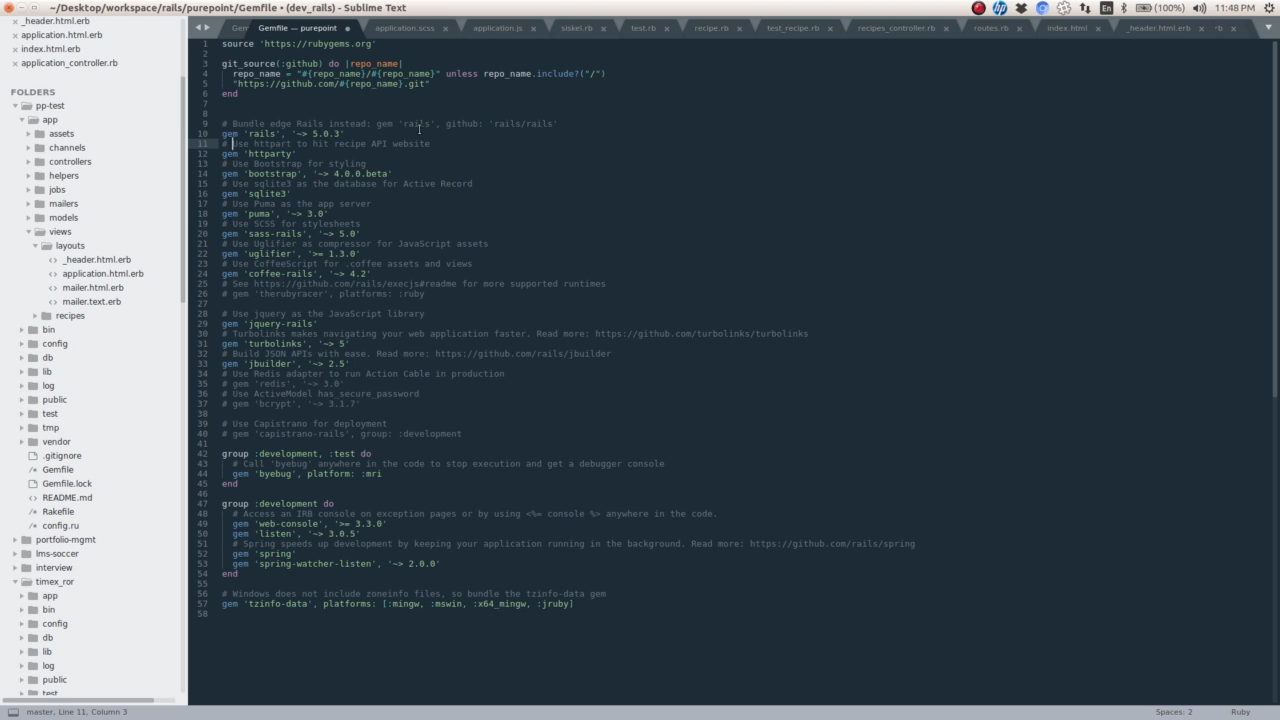 ~/Desktop/workspace/rails/purepoint/Gemfile • (dev_rails) - Sublime Text
En
(100%)
11:48 PM
_header.html.erb
application.html.erb
index.html.erb
application_controller.rb
FOLDERS
pp-test
app
assets
channels
controllers
helpers
jobs
mailers
models
views
layouts
_header.html.erb
application.html.erb
mailer.html.erb
mailer.text.erb
recipes
bin
config
db
lib
log
public
test
tmp
vendor
.gitignore
Gemfile
Gemfile.lock
README.md
Rakefile
config.ru
portfolio-mgmt
lms-soccer
interview
timex_ror
app
bin
config
db
lib
log
public
test
Gem
Gemfile — purepoint
application.scss
application.js
siskel.rb
test.rb
recipe.rb
test_recipe.rb
recipes_controller.rb
routes.rb
index.html
_header.html.erb
rb
1 source 'https://rubygems.org'
2
3 git_source(:github) do |repo_name|
4 repo_name = "#{repo_name}/#{repo_name}" unless repo_name.include?("/")
5 "https://github.com/#{repo_name}.git"
6 end
7
8
9 # Bundle edge Rails instead: gem 'rails', github: 'rails/rails'
10 gem 'rails', '~> 5.0.3'
11 # Use httpart to hit recipe API website
12 gem 'httparty'
13 # Use Bootstrap for styling
14 gem 'bootstrap', '~> 4.0.0.beta'
15 # Use sqlite3 as the database for Active Record
16 gem 'sqlite3'
17 # Use Puma as the app server
18 gem 'puma', '~> 3.0'
19 # Use SCSS for stylesheets
20 gem 'sass-rails', '~> 5.0'
21 # Use Uglifier as compressor for JavaScript assets
22 gem 'uglifier', '>= 1.3.0'
23 # Use CoffeeScript for .coffee assets and views
24 gem 'coffee-rails', '~> 4.2'
25 # See https://github.com/rails/execjs#readme for more supported runtimes
26 # gem 'therubyracer', platforms: :ruby
27
28 # Use jquery as the JavaScript library
29 gem 'jquery-rails'
30 # Turbolinks makes navigating your web application faster. Read more: https://github.com/turbolinks/turbolinks
31 gem 'turbolinks', '~> 5'
32 # Build JSON APIs with ease. Read more: https://github.com/rails/jbuilder
33 gem 'jbuilder', '~> 2.5'
34 # Use Redis adapter to run Action Cable in production
35 # gem 'redis', '~> 3.0'
36 # Use ActiveModel has_secure_password
37 # gem 'bcrypt', '~> 3.1.7'
38
39 # Use Capistrano for deployment
40 # gem 'capistrano-rails', group: :development
41
42 group :development, :test do
43 # Call 'byebug' anywhere in the code to stop execution and get a debugger console
44 gem 'byebug', platform: :mri
45 end
46
47 group :development do
48 # Access an IRB console on exception pages or by using <%= console %> anywhere in the code.
49 gem 'web-console', '>= 3.3.0'
50 gem 'listen', '~> 3.0.5'
51 # Spring speeds up development by keeping your application running in the background. Read more: https://github.com/rails/spring
52 gem 'spring'
53 gem 'spring-watcher-listen', '~> 2.0.0'
54 end
55
56 # Windows does not include zoneinfo files, so bundle the tzinfo-data gem
57 gem 'tzinfo-data', platforms: [:mingw, :mswin, :x64_mingw, :jruby]
58
master, Line 11, Column 3
Spaces: 2
Ruby